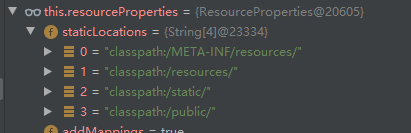 this.resourceProperties = {ResourceProperties@20605}
f staticLocations = {String[4]@23334}
0 = "classpath:/META-INF/resources/"
1 = "classpath:/resources/"
2 = "classpath:/static/"
3 = "classpath:/public/"
f addMappings = true